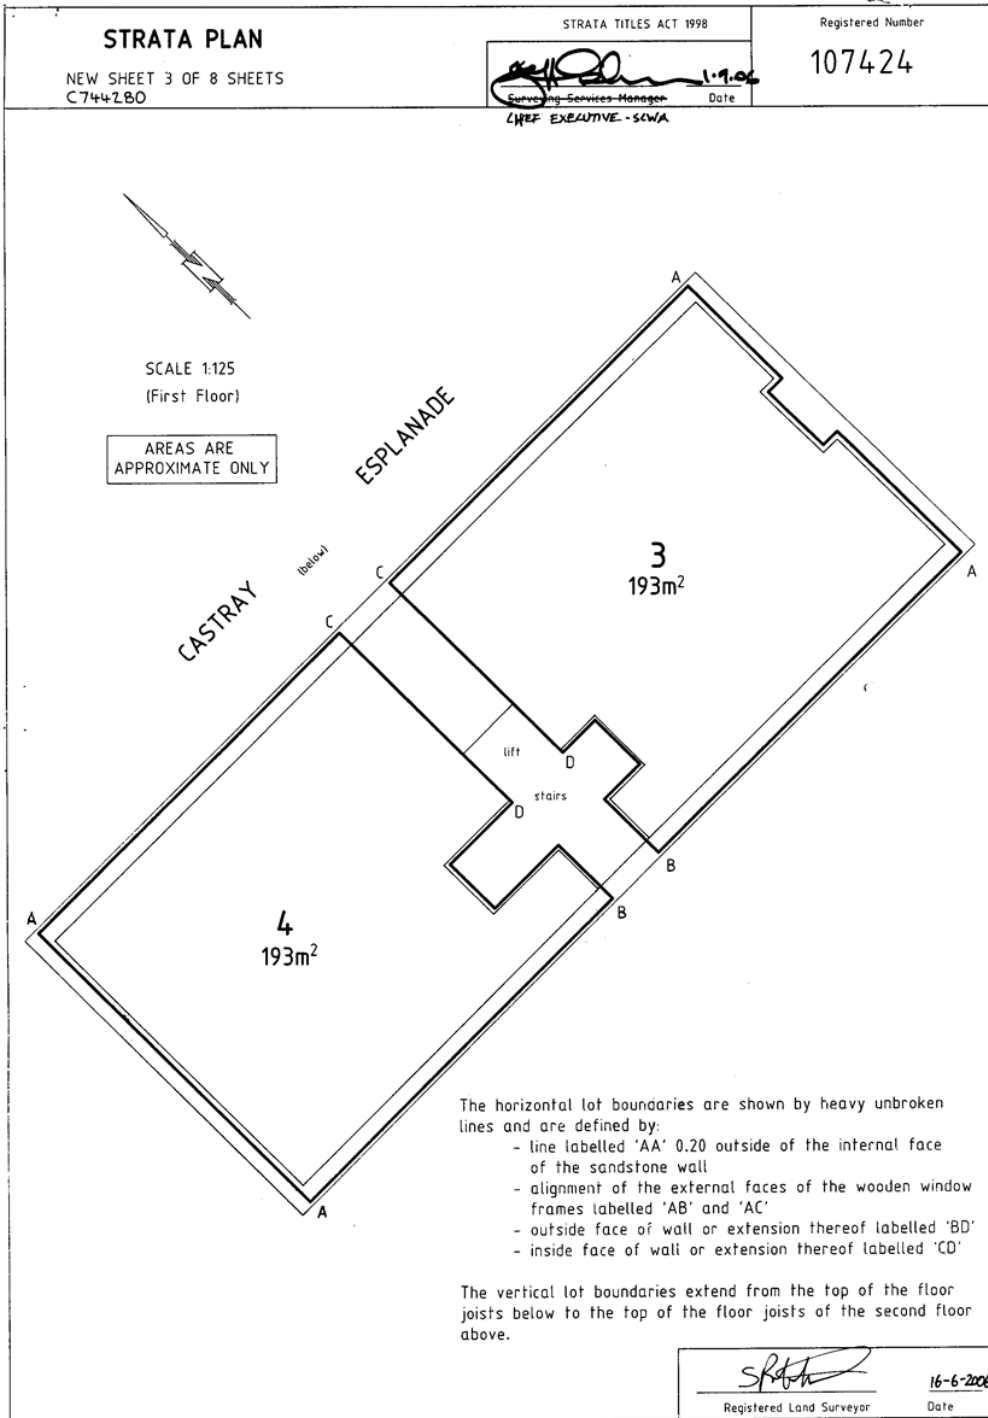 STRATA PLAN
NEW SHEET 3 OF 8 SHEETS
C744280
STRATA TITLES ACT 1998
1.9.06
Surveying Services Manager
Date
CHIEF EXECUTIVE - SCWA
Registered Number
107424
SCALE 1:125
(First Floor)
AREAS ARE
APPROXIMATE ONLY
CASTRAY ESPLANADE
(below)
A
A
C
C
3
193m²
lift
D
stairs
D
B
B
A
4
193m²
A
The horizontal lot boundaries are shown by heavy unbroken
lines and are defined by:
- line labelled 'AA' 0.20 outside of the internal face
of the sandstone wall
- alignment of the external faces of the wooden window
frames labelled 'AB' and 'AC'
- outside face of wall or extension thereof labelled 'BD'
- inside face of wall or extension thereof labelled 'CD'
The vertical lot boundaries extend from the top of the floor
joists below to the top of the floor joists of the second floor
above.
16-6-2006
Registered Land Surveyor
Date